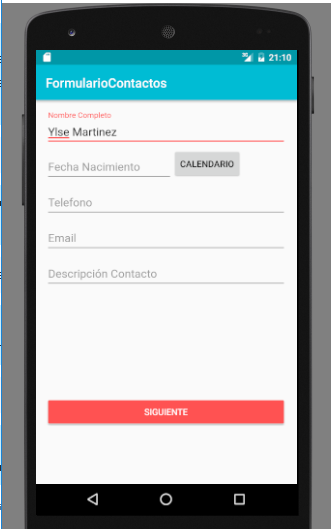 21:10
FormularioContactos
Nombre Completo
Ylse Martinez
Fecha Nacimiento CALENDARIO
Telefono
Email
Descripción Contacto
SIGUIENTE